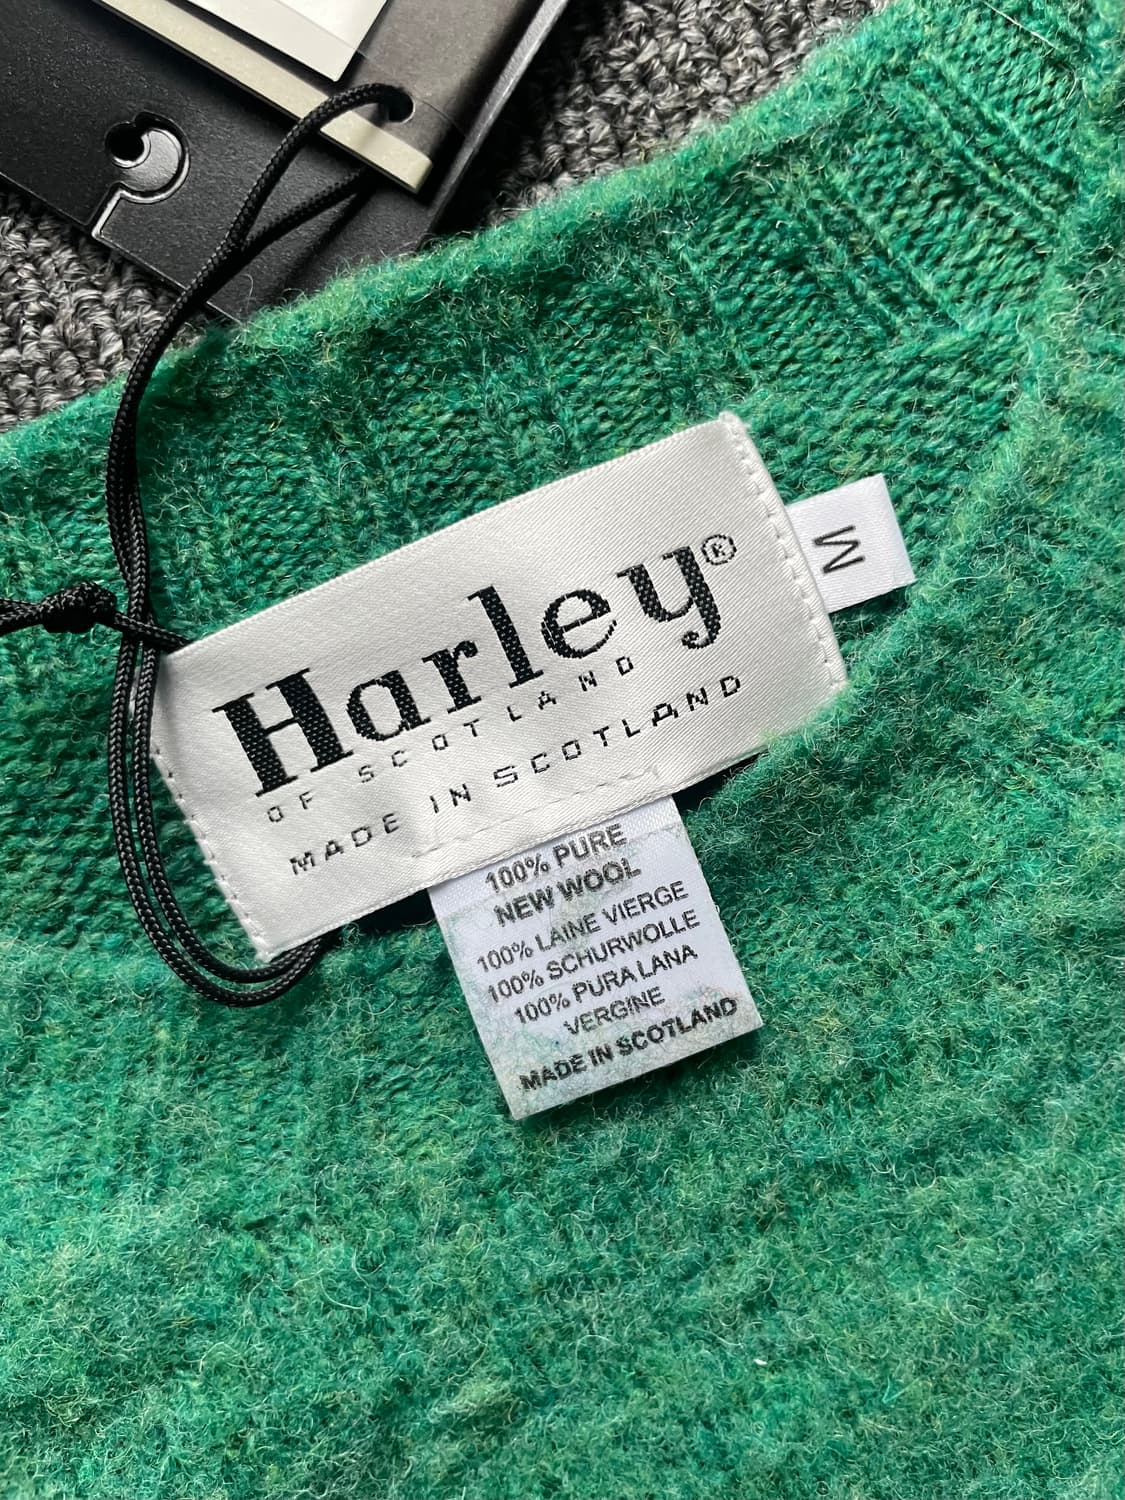 Harley®
OF SCOTLAND
MADE IN SCOTLAND
M
100% PURE
NEW WOOL
100% LAINE VIERGE
100% SCHURWOLLE
100% PURA LANA
VERGINE
MADE IN SCOTLAND